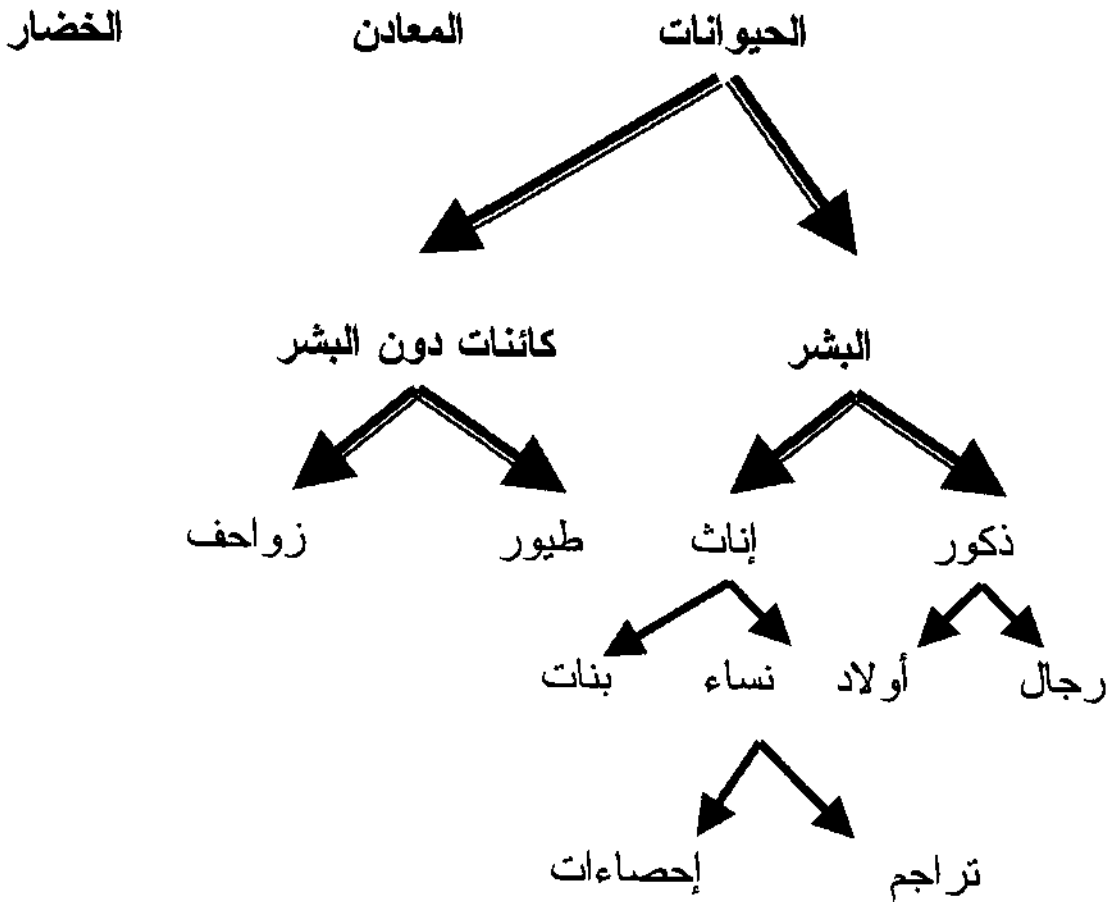 الحيوانات المعادن الخضار
البشر كائنات دون البشر
ذكور إناث طيور زواحف
رجال أولاد نساء بنات
تراجم إحصاءات